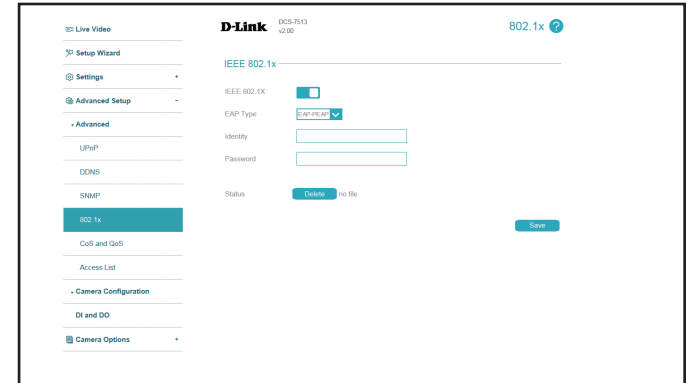 Live Video
Setup Wizard
Settings +
Advanced Setup -
Advanced
UPnP
DDNS
SNMP
802.1x
CoS and QoS
Access List
Camera Configuration
DI and DO
Camera Options +
D-Link DCS-7513
v2.00
802.1x ?
IEEE 802.1x
IEEE 802.1X
EAP Type EAP-PEAP
Identity
Password
Status Delete no file
Save